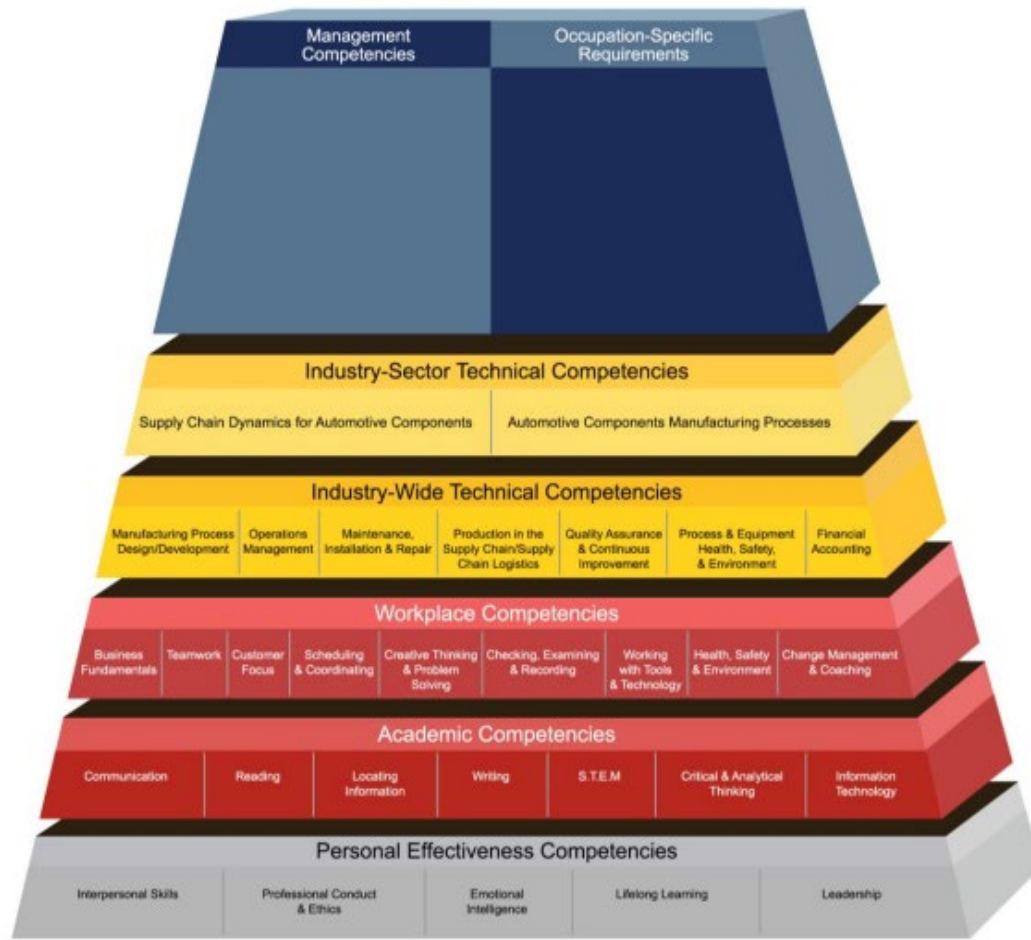 Management
Competencies
Occupation-Specific
Requirements
Industry-Sector Technical Competencies
Supply Chain Dynamics for Automotive Components
Automotive Components Manufacturing Processes
Industry-Wide Technical Competencies
Manufacturing Process
Design/Development
Operations
Management
Maintenance,
Installation & Repair
Production in the
Supply Chain/Supply
Chain Logistics
Quality Assurance
& Continuous
Improvement
Process & Equipment
Health, Safety,
& Environment
Financial
Accounting
Workplace Competencies
Business
Fundamentals
Teamwork
Customer
Focus
Scheduling
& Coordinating
Creative Thinking
& Problem
Solving
Checking, Examining
& Recording
Working
with Tools
& Technology
Health, Safety
& Environment
Change Management
& Coaching
Academic Competencies
Communication
Reading
Locating
Information
Writing
S.T.E.M
Critical & Analytical
Thinking
Information
Technology
Personal Effectiveness Competencies
Interpersonal Skills
Professional Conduct
& Ethics
Emotional
Intelligence
Lifelong Learning
Leadership